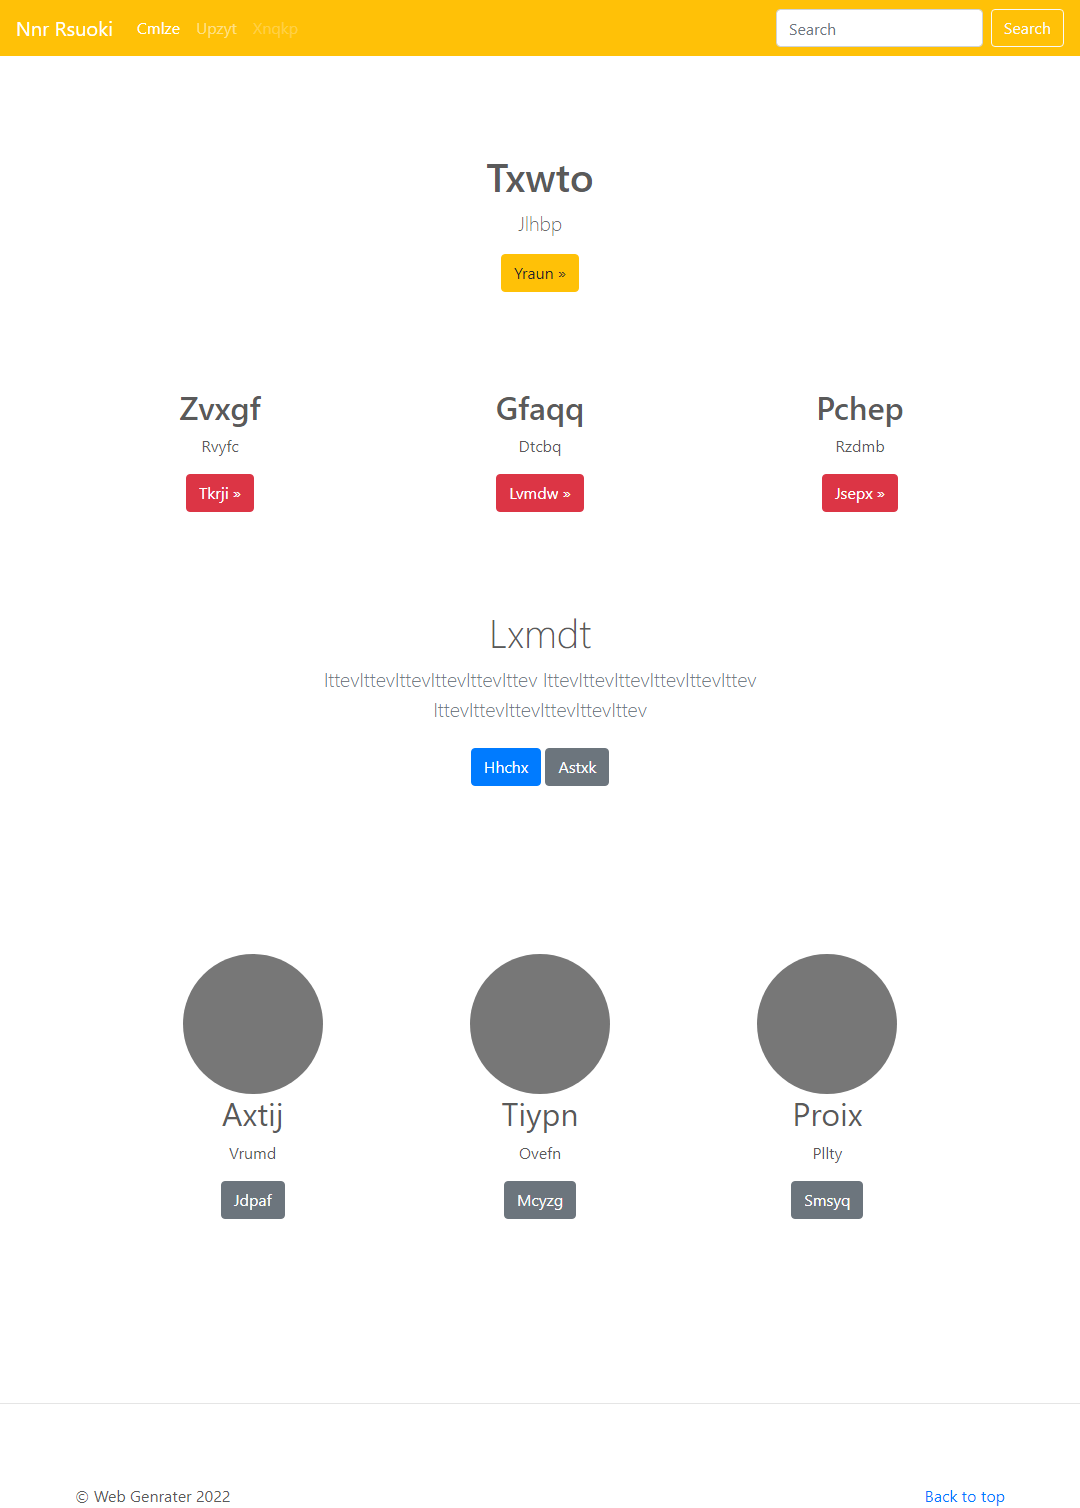 Nnr Rsuoki Cmlze Upzyt Xnqkp Search Search
Txwto
Jlhbp
Yraun »
Zvxgf Gfaqq Pchep
Rvyfc Dtcbq Rzdmb
Tkrji » Lvmdw » Jsepx »
Lxmdt
lttevlttevlttevlttevlttevlttev lttevlttevlttevlttevlttevlttev
lttevlttevlttevlttevlttevlttev
Hhchx Astxk
Axtij Tiypn Proix
Vrumd Ovefn Pllty
Jdpaf Mcyzg Smsyq
© Web Genrater 2022 Back to top